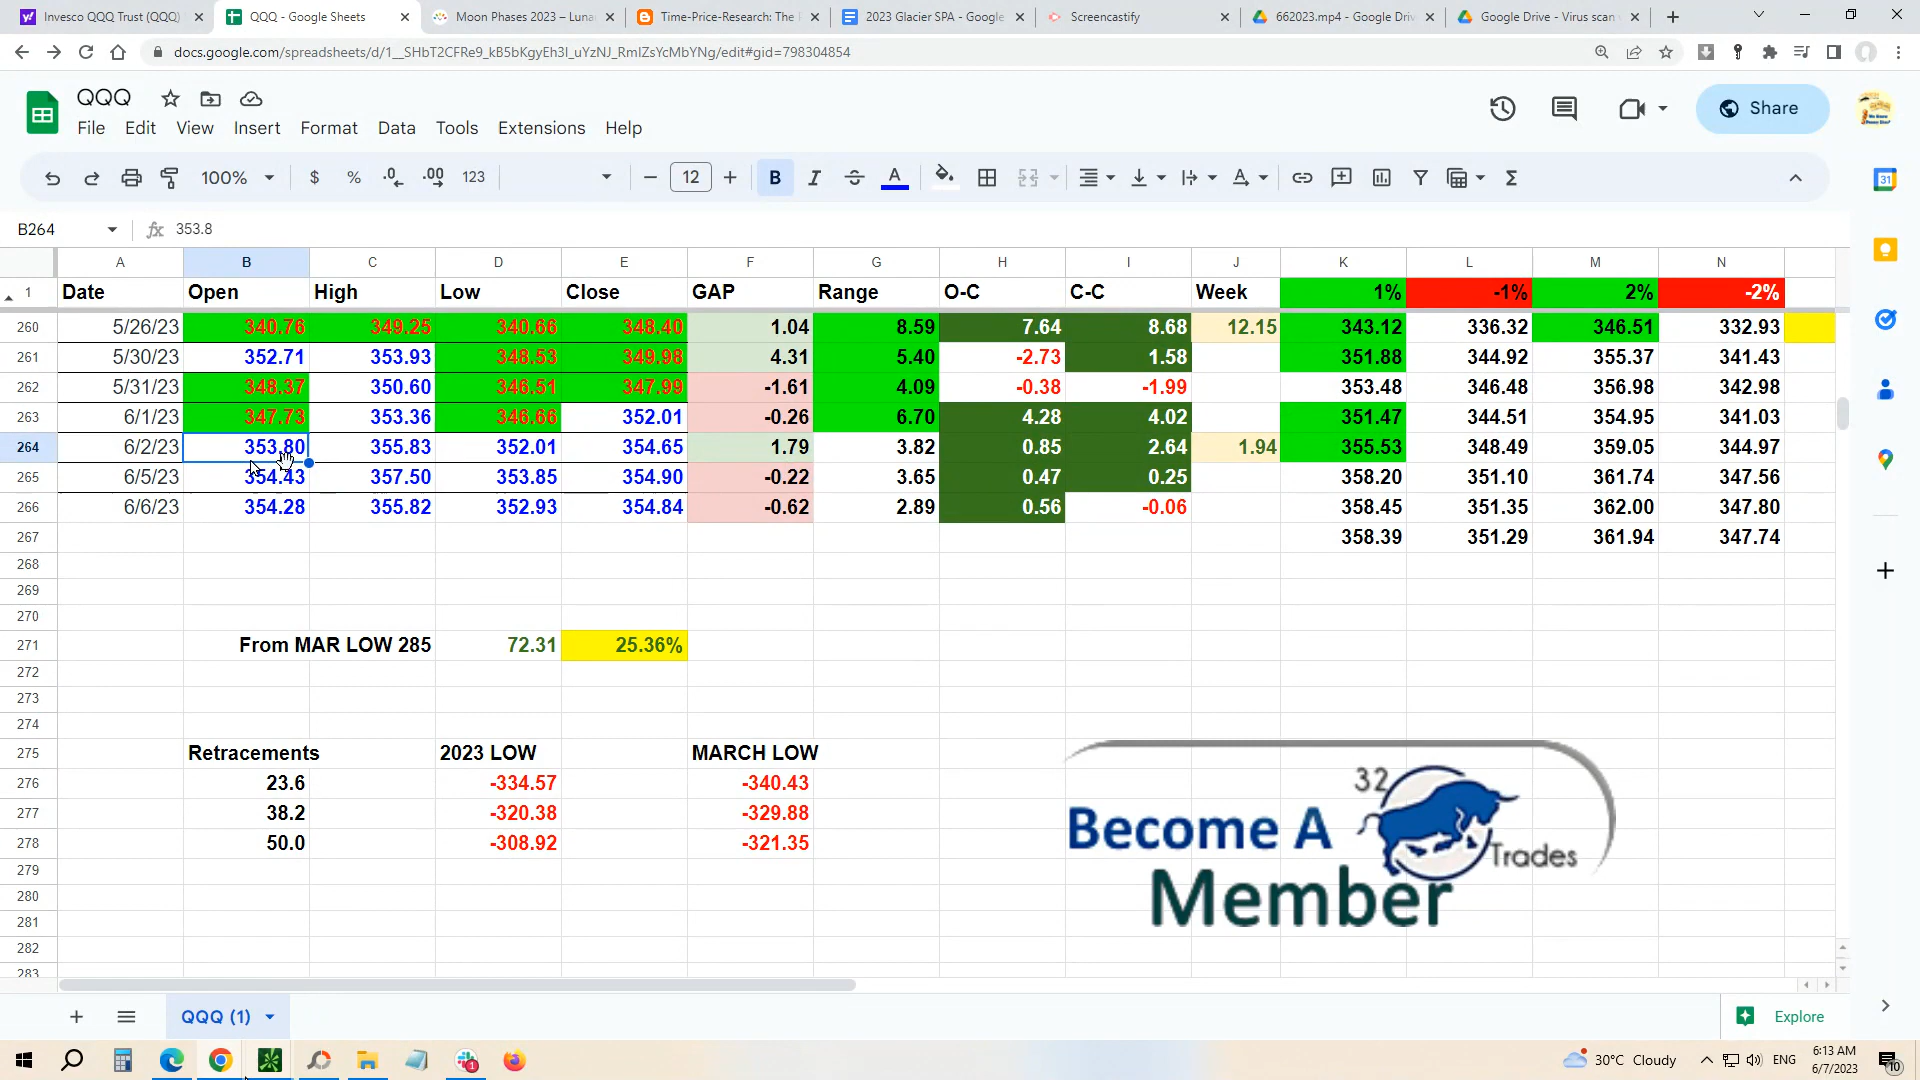 Invesco QQQ Trust (QQQ)
QQQ - Google Sheets
Moon Phases 2023 – Luna
Time-Price-Research: The
2023 Glacier SPA - Google
Screencastify
662023.mp4 - Google Driv
Google Drive - Virus scan
docs.google.com/spreadsheets/d/1__SHbT2CFRe9_kB5bKgyEh3I_uYzNJ_RmIZsYcMbYNg/edit#gid=798304854
QQQ
File Edit View Insert Format Data Tools Extensions Help
Share
31
100% $ % .0 .00 123 12 B I A
B264 353.8
A B C D E F G H I J K L M N
1 Date Open High Low Close GAP Range O-C C-C Week 1% -1% 2% -2%
260 5/26/23 340.76 349.25 340.66 348.40 1.04 8.59 7.64 8.68 12.15 343.12 336.32 346.51 332.93
261 5/30/23 352.71 353.93 348.53 349.98 4.31 5.40 -2.73 1.58 351.88 344.92 355.37 341.43
262 5/31/23 348.37 350.60 346.51 347.99 -1.61 4.09 -0.38 -1.99 353.48 346.48 356.98 342.98
263 6/1/23 347.73 353.36 346.66 352.01 -0.26 6.70 4.28 4.02 351.47 344.51 354.95 341.03
264 6/2/23 353.80 355.83 352.01 354.65 1.79 3.82 0.85 2.64 1.94 355.53 348.49 359.05 344.97
265 6/5/23 354.43 357.50 353.85 354.90 -0.22 3.65 0.47 0.25 358.20 351.10 361.74 347.56
266 6/6/23 354.28 355.82 352.93 354.84 -0.62 2.89 0.56 -0.06 358.45 351.35 362.00 347.80
267 358.39 351.29 361.94 347.74
268
269
270
271 From MAR LOW 285 72.31 25.36%
272
273
274
275 Retracements 2023 LOW MARCH LOW
276 23.6 -334.57 -340.43
277 38.2 -320.38 -329.88
278 50.0 -308.92 -321.35
279
280
281
282
283
32
Become A
Trades
Member
QQQ (1)
Explore
30°C Cloudy
ENG
6:13 AM
6/7/2023
10
1